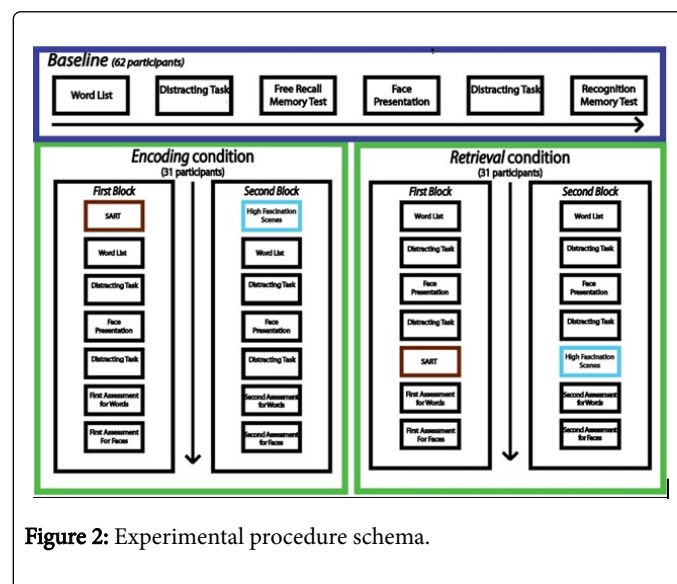 Baseline (62 participants)
Word List
Distracting Task
Free Recall
Memory Test
Face
Presentation
Distracting Task
Recognition
Memory Test
Encoding condition
(31 participants)
First Block
SART
Word List
Distracting Task
Face
Presentation
Distracting Task
First Assessment
for Words
First Assessment
For Faces
Second Block
High Fascination
Scenes
Word List
Distracting Task
Face
Presentation
Distracting Task
Second Assessment
for Words
Second Assessment
for Faces
Retrieval condition
(31 participants)
First Block
Word List
Distracting Task
Face
Presentation
Distracting Task
SART
First Assessment
for Words
First Assessment
For Faces
Second Block
Word List
Distracting Task
Face
Presentation
Distracting Task
High Fascination
Scenes
Second Assessment
for Words
Second Assessment
for Faces
Figure 2: Experimental procedure schema.